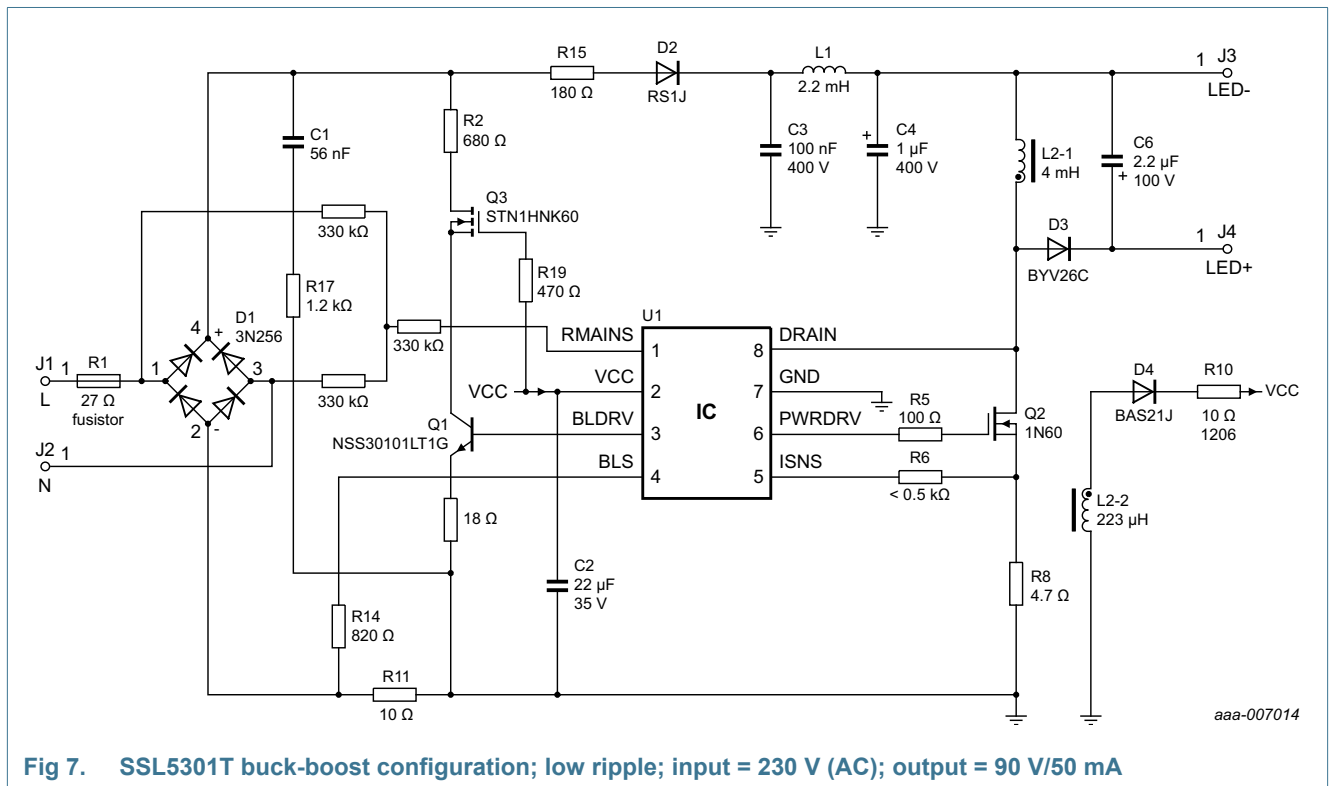 R15
180 Ω
D2
RS1J
L1
2.2 mH
1 J3
LED-
C1
56 nF
R2
680 Ω
C3
100 nF
400 V
+
C4
1 µF
400 V
L2-1
4 mH
C6
2.2 µF
+ 100 V
Q3
STN1HNK60
330 kΩ
R19
470 Ω
D3
BYV26C
1 J4
LED+
R17
1.2 kΩ
D1
3N256
4 +
1
3
2 -
330 kΩ
330 kΩ
J1 1
L
R1
27 Ω
fusistor
J2 1
N
U1
IC
RMAINS 1
VCC 2
BLDRV 3
BLS 4
8 DRAIN
7 GND
6 PWRDRV
5 ISNS
VCC
Q1
NSS30101LT1G
18 Ω
R5
100 Ω
R6
< 0.5 kΩ
Q2
1N60
D4
BAS21J
R10
10 Ω
1206
VCC
L2-2
223 µH
C2
22 µF
35 V
R8
4.7 Ω
R14
820 Ω
R11
10 Ω
aaa-007014
Fig 7. SSL5301T buck-boost configuration; low ripple; input = 230 V (AC); output = 90 V/50 mA